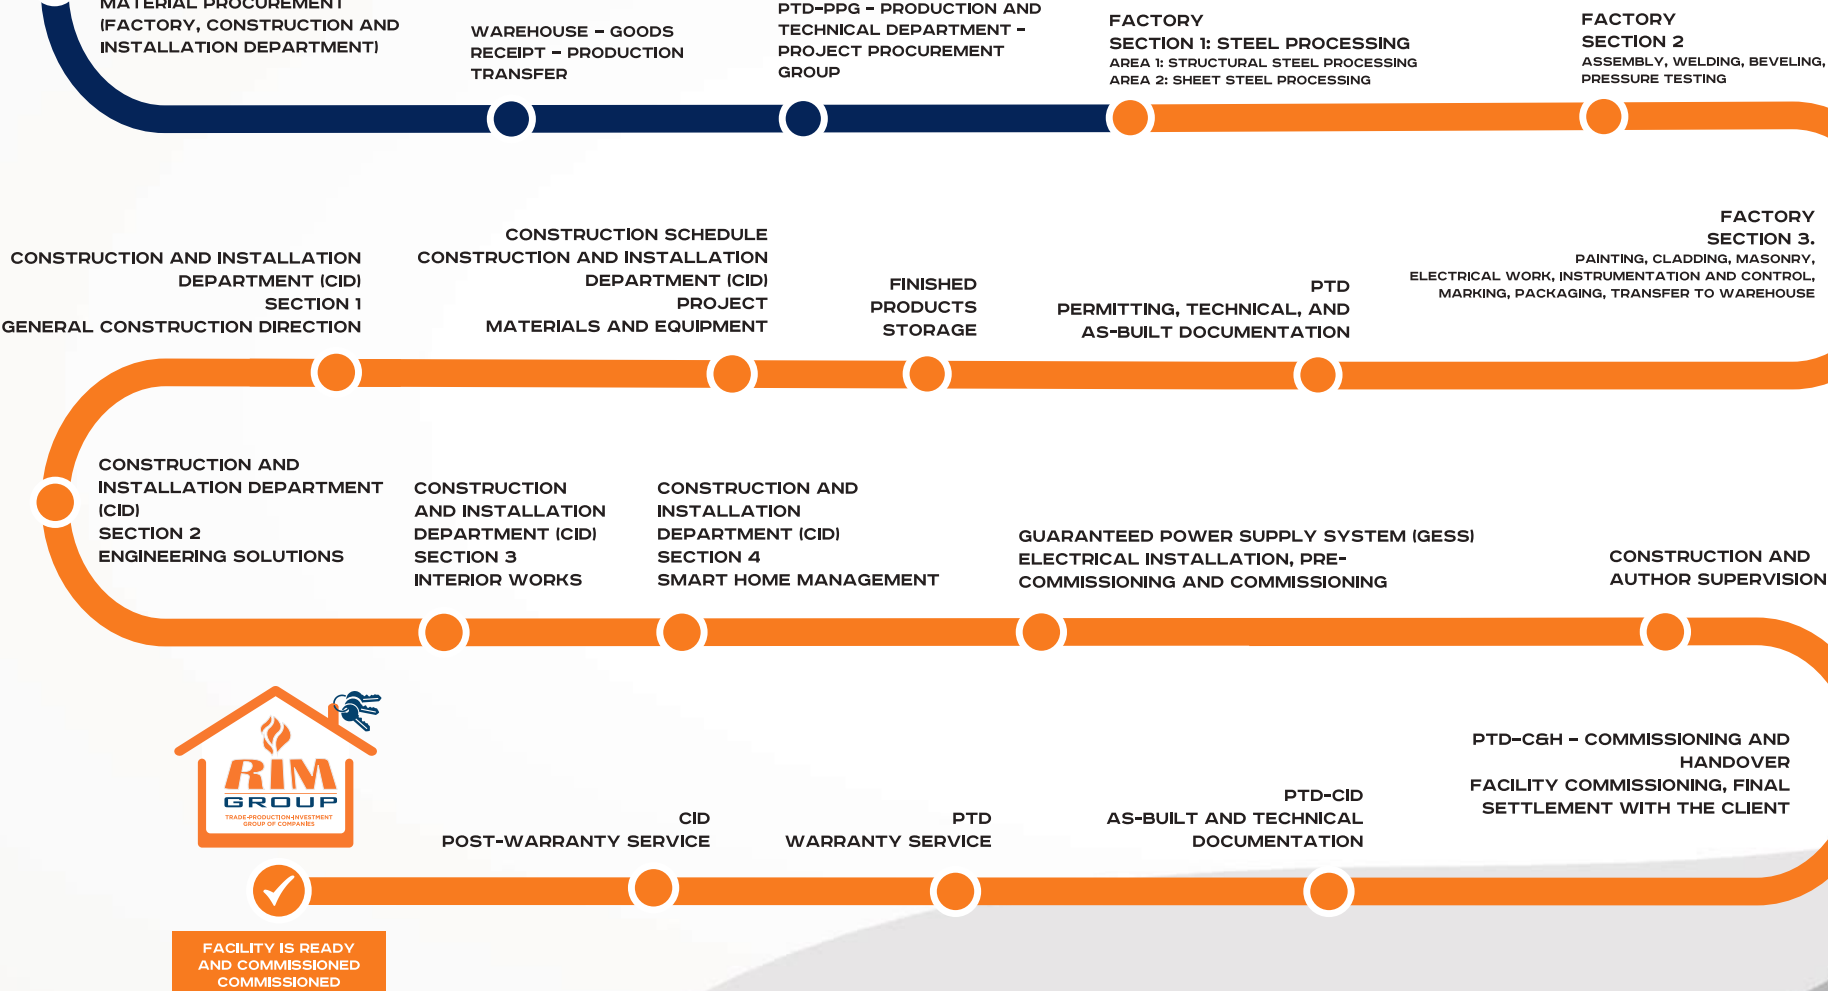 MATERIAL PROCUREMENT
(FACTORY, CONSTRUCTION AND
INSTALLATION DEPARTMENT)
WAREHOUSE – GOODS
RECEIPT – PRODUCTION
TRANSFER
PTD-PPG - PRODUCTION AND
TECHNICAL DEPARTMENT -
PROJECT PROCUREMENT
GROUP
FACTORY
SECTION 1: STEEL PROCESSING
AREA 1: STRUCTURAL STEEL PROCESSING
AREA 2: SHEET STEEL PROCESSING
FACTORY
SECTION 2
ASSEMBLY, WELDING, BEVELING,
PRESSURE TESTING
FACTORY
SECTION 3.
PAINTING, CLADDING, MASONRY,
ELECTRICAL WORK, INSTRUMENTATION AND CONTROL,
MARKING, PACKAGING, TRANSFER TO WAREHOUSE
PTD
PERMITTING, TECHNICAL, AND
AS-BUILT DOCUMENTATION
FINISHED
PRODUCTS
STORAGE
CONSTRUCTION SCHEDULE
CONSTRUCTION AND INSTALLATION
DEPARTMENT (CID)
PROJECT
MATERIALS AND EQUIPMENT
CONSTRUCTION AND INSTALLATION
DEPARTMENT (CID)
SECTION 1
GENERAL CONSTRUCTION DIRECTION
CONSTRUCTION AND
INSTALLATION DEPARTMENT
(CID)
SECTION 2
ENGINEERING SOLUTIONS
CONSTRUCTION
AND INSTALLATION
DEPARTMENT (CID)
SECTION 3
INTERIOR WORKS
CONSTRUCTION AND
INSTALLATION
DEPARTMENT (CID)
SECTION 4
SMART HOME MANAGEMENT
GUARANTEED POWER SUPPLY SYSTEM (GESS)
ELECTRICAL INSTALLATION, PRE-
COMMISSIONING AND COMMISSIONING
CONSTRUCTION AND
AUTHOR SUPERVISION
PTD-C&H - COMMISSIONING AND
HANDOVER
FACILITY COMMISSIONING, FINAL
SETTLEMENT WITH THE CLIENT
PTD-CID
AS-BUILT AND TECHNICAL
DOCUMENTATION
PTD
WARRANTY SERVICE
CID
POST-WARRANTY SERVICE
RIM
GROUP
TRADE-PRODUCTION-INVESTMENT
GROUP OF COMPANIES
FACILITY IS READY
AND COMMISSIONED
COMMISSIONED